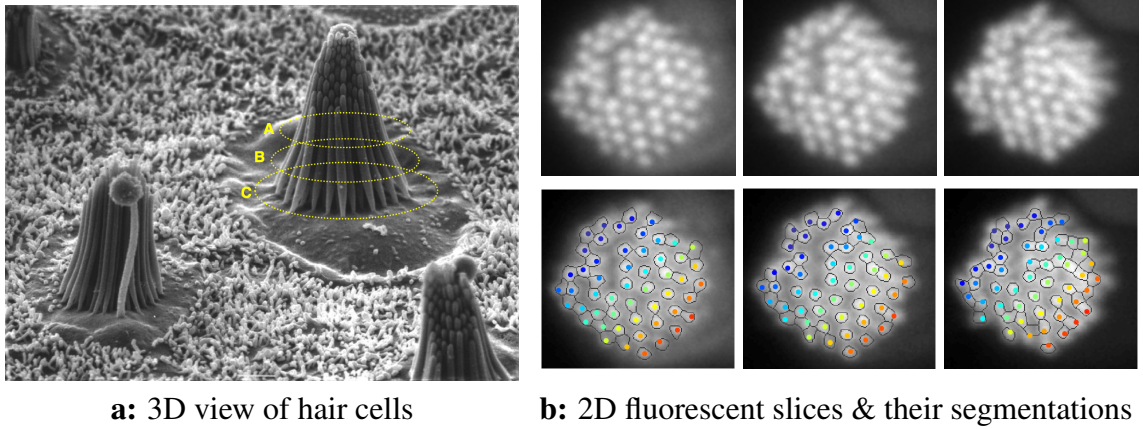 A
B
C
a: 3D view of hair cells
b: 2D fluorescent slices & their segmentations